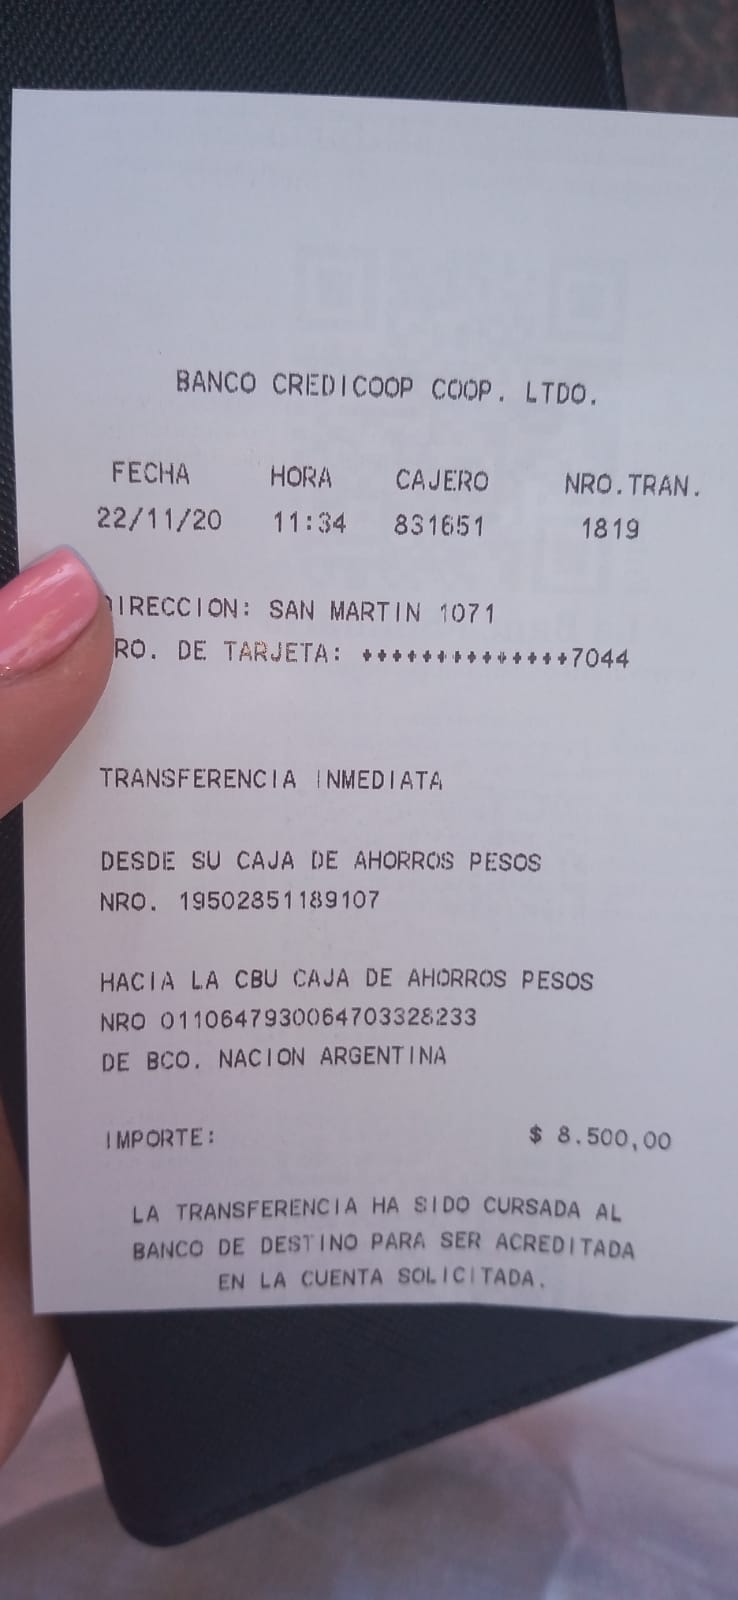 BANCO CREDICOOP COOP. LTDO.
FECHA HORA CAJERO NRO.TRAN.
22/11/20 11:34 831651 1819
DIRECCION: SAN MARTIN 1071
RO. DE TARJETA: ++++++++++++++7044
TRANSFERENCIA INMEDIATA
DESDE SU CAJA DE AHORROS PESOS
NRO. 19502851189107
HACIA LA CBU CAJA DE AHORROS PESOS
NRO 0110647930064703328233
DE BCO. NACION ARGENTINA
IMPORTE: $ 8.500,00
LA TRANSFERENCIA HA SIDO CURSADA AL
BANCO DE DESTINO PARA SER ACREDITADA
EN LA CUENTA SOLICITADA.